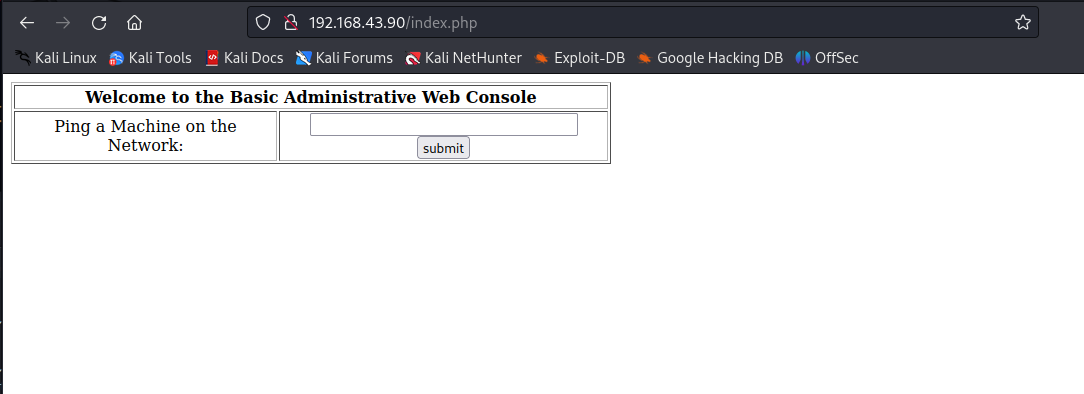 192.168.43.90/index.php
Kali Linux Kali Tools Kali Docs Kali Forums Kali NetHunter Exploit-DB Google Hacking DB OffSec
Welcome to the Basic Administrative Web Console
Ping a Machine on the
Network:
submit